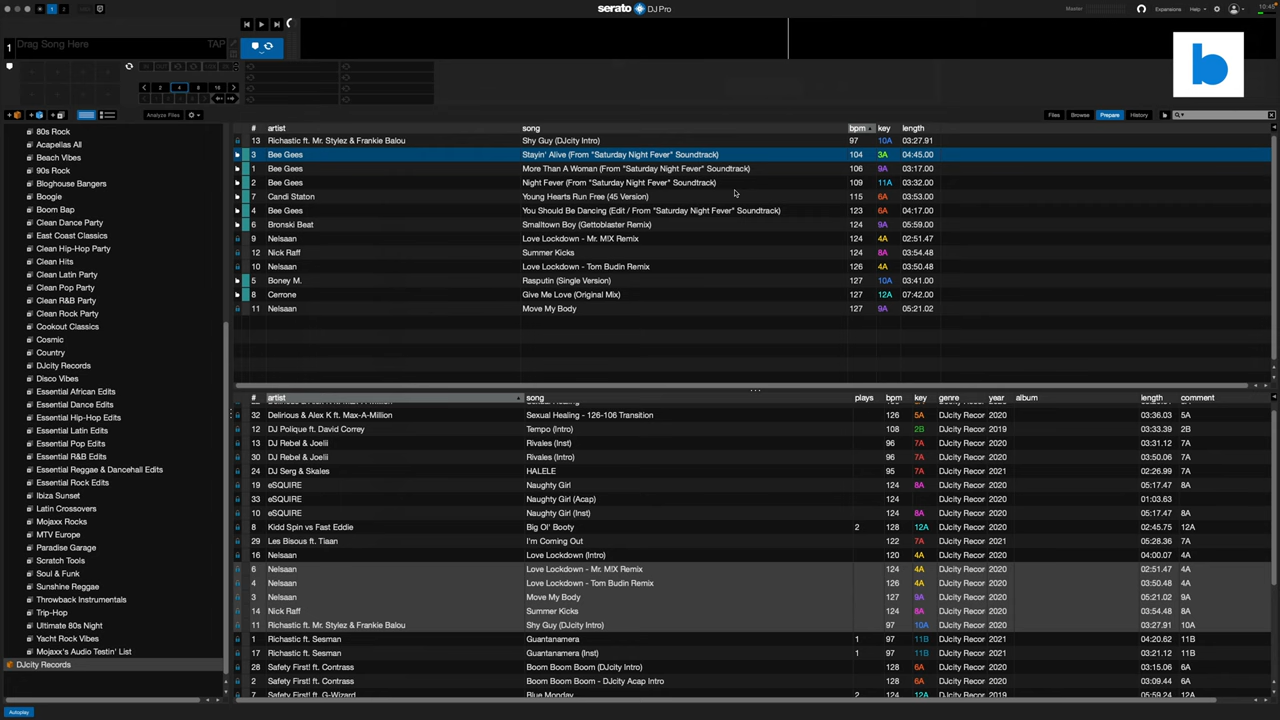 serato DJ Pro
Master
Expansions
Help
10:45
1 Drag Song Here TAP
b
2 4 8 16
Analyze Files
Files Browse Prepare History
# artist song bpm key length
13 Richastic ft. Mr. Stylez & Frankie Balou Shy Guy (DJcity Intro) 97 10A 03:27.91
3 Bee Gees Stayin' Alive (From "Saturday Night Fever" Soundtrack) 104 3A 04:45.00
1 Bee Gees More Than A Woman (From "Saturday Night Fever" Soundtrack) 106 9A 03:17.00
2 Bee Gees Night Fever (From "Saturday Night Fever" Soundtrack) 109 11A 03:32.00
7 Candi Staton Young Hearts Run Free (45 Version) 115 6A 03:53.00
4 Bee Gees You Should Be Dancing (Edit / From "Saturday Night Fever" Soundtrack) 123 6A 04:17.00
6 Bronski Beat Smalltown Boy (Gettoblaster Remix) 124 9A 05:59.00
9 Nelsaan Love Lockdown - Mr. M!X Remix 124 4A 02:51.47
12 Nick Raff Summer Kicks 124 8A 03:54.48
10 Nelsaan Love Lockdown - Tom Budin Remix 126 4A 03:50.48
5 Boney M. Rasputin (Single Version) 127 10A 03:41.00
8 Cerrone Give Me Love (Original Mix) 127 12A 07:42.00
11 Nelsaan Move My Body 127 9A 05:21.02
80s Rock
Acapellas All
Beach Vibes
90s Rock
Bloghouse Bangers
Boogie
Boom Bap
Clean Dance Party
East Coast Classics
Clean Hip-Hop Party
Clean Hits
Clean Latin Party
Clean Pop Party
Clean R&B Party
Clean Rock Party
Cookout Classics
Cosmic
Country
DJcity Records
Disco Vibes
Essential African Edits
Essential Dance Edits
Essential Hip-Hop Edits
Essential Latin Edits
Essential Pop Edits
Essential R&B Edits
Essential Reggae & Dancehall Edits
Essential Rock Edits
Ibiza Sunset
Latin Crossovers
Mojaxx Rocks
MTV Europe
Paradise Garage
Scratch Tools
Soul & Funk
Sunshine Reggae
Throwback Instrumentals
Trip-Hop
Ultimate 80s Night
Yacht Rock Vibes
Mojaxx's Audio Testin' List
DJcity Records
# artist song plays bpm key genre year album length comment
32 Delirious & Alex K ft. Max-A-Million Sexual Healing - 126-106 Transition 126 5A DJcity Recor 2020 03:36.03 5A
12 DJ Polique ft. David Correy Tempo (Intro) 108 2B DJcity Recor 2019 03:33.39 2B
13 DJ Rebel & Joelii Rivales (Inst) 96 7A DJcity Recor 2020 03:31.12 7A
30 DJ Rebel & Joelii Rivales (Intro) 96 7A DJcity Recor 2020 03:50.06 7A
24 DJ Serg & Skales HALELE 95 7A DJcity Recor 2021 02:26.99 7A
19 eSQUIRE Naughty Girl 124 8A DJcity Recor 2020 05:17.47 8A
33 eSQUIRE Naughty Girl (Acap) 124 DJcity Recor 2020 01:03.63
10 eSQUIRE Naughty Girl (Inst) 124 8A DJcity Recor 2020 05:17.47 8A
8 Kidd Spin vs Fast Eddie Big Ol' Booty 2 128 12A DJcity Recor 2020 02:45.75 12A
29 Les Bisous ft. Tiaan I'm Coming Out 122 7A DJcity Recor 2021 05:28.36 7A
16 Nelsaan Love Lockdown (Intro) 120 4A DJcity Recor 2020 04:00.07 4A
6 Nelsaan Love Lockdown - Mr. M!X Remix 124 4A DJcity Recor 2020 02:51.47 4A
4 Nelsaan Love Lockdown - Tom Budin Remix 126 4A DJcity Recor 2020 03:50.48 4A
3 Nelsaan Move My Body 127 9A DJcity Recor 2020 05:21.02 9A
14 Nick Raff Summer Kicks 124 8A DJcity Recor 2020 03:54.48 8A
11 Richastic ft. Mr. Stylez & Frankie Balou Shy Guy (DJcity Intro) 97 10A DJcity Recor 2020 03:27.91 10A
1 Richastic ft. Sesman Guantanamera 1 97 11B DJcity Recor 2021 04:20.62 11B
17 Richastic ft. Sesman Guantanamera (Inst) 1 97 11B DJcity Recor 2021 03:21.79 11B
28 Safety First! ft. Contrass Boom Boom Boom (DJcity Intro) 128 6A DJcity Recor 2020 03:15.06 6A
2 Safety First! ft. Contrass Boom Boom Boom - DJcity Acap Intro 128 6A DJcity Recor 2020 03:09.44 6A
7 Safety First! ft. G-Wizard Blue Monday 2 124 12A DJcity Recor 2019 05:59.24 12A
Autoplay